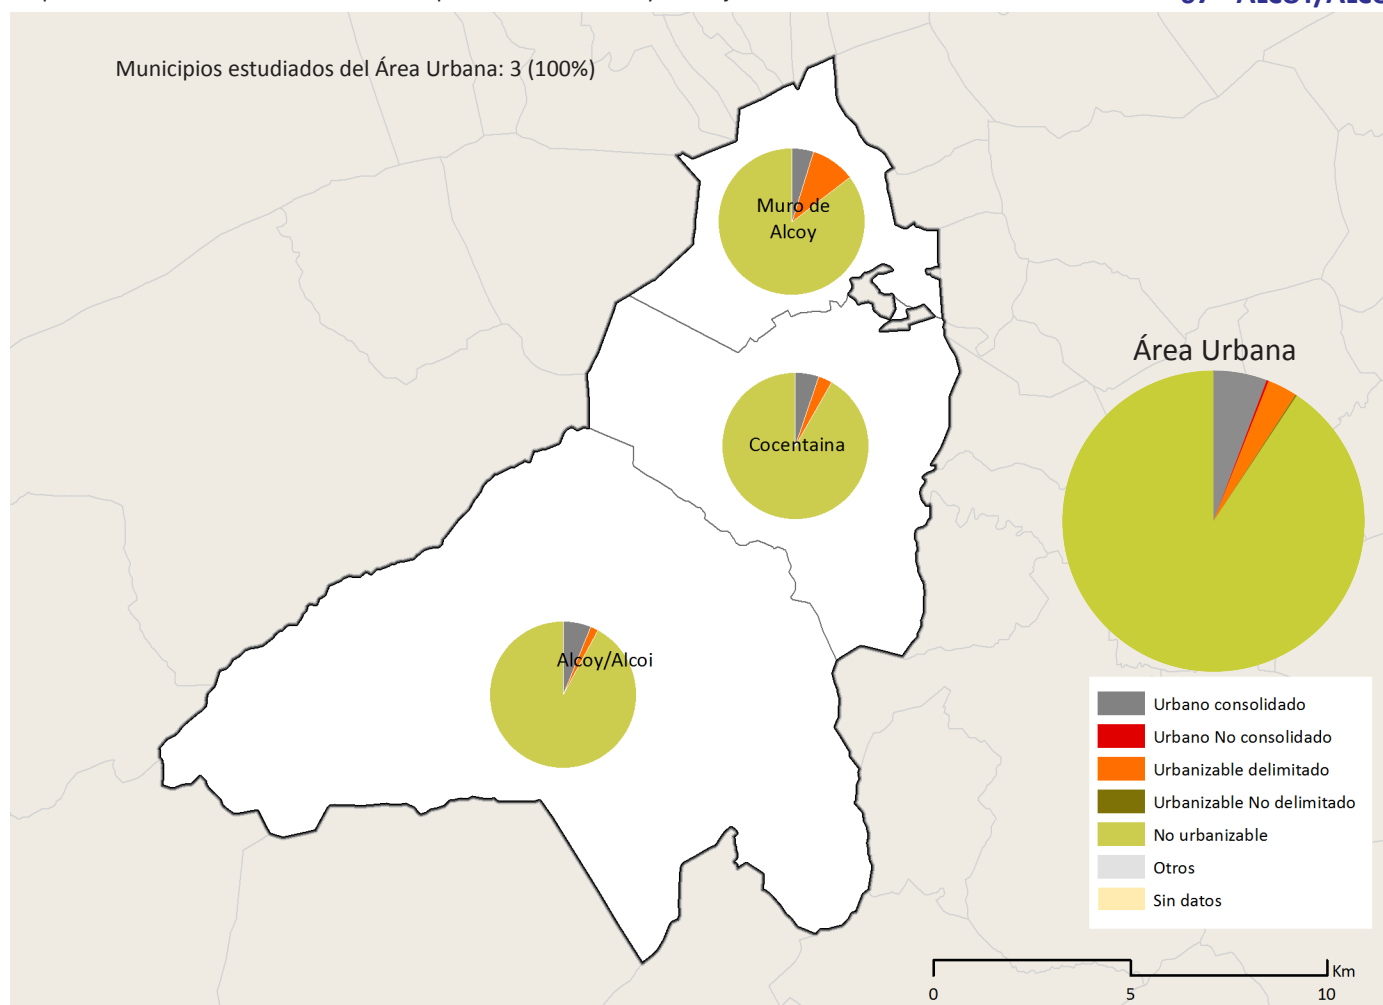 Municipios estudiados del Área Urbana: 3 (100%)
Muro de
Alcoy
Área Urbana
Cocentaina
Alcoy/Alcoi
Urbano consolidado
Urbano No consolidado
Urbanizable delimitado
Urbanizable No delimitado
No urbanizable
Otros
Sin datos
Km
0 5 10